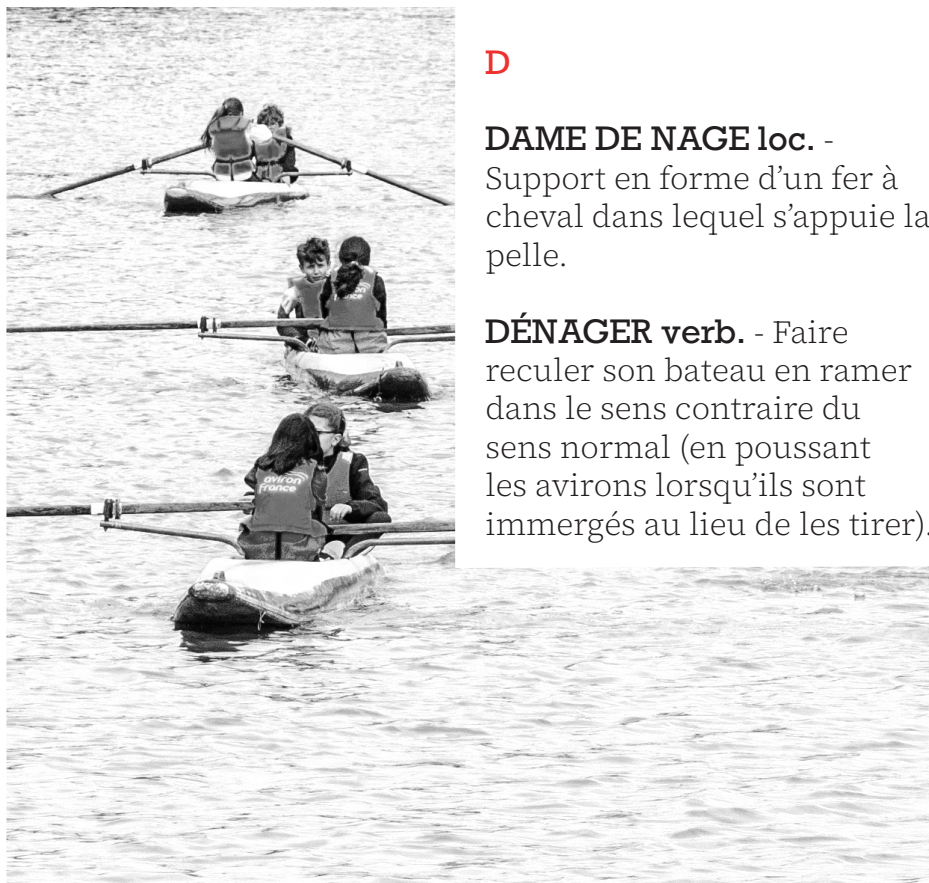 D
DAME DE NAGE loc. -
Support en forme d’un fer à
cheval dans lequel s’appuie la
pelle.
DÉNAGER verb. - Faire
reculer son bateau en ramer
dans le sens contraire du
sens normal (en poussant
les avirons lorsqu’ils sont
immergés au lieu de les tirer).
france
aviron
france